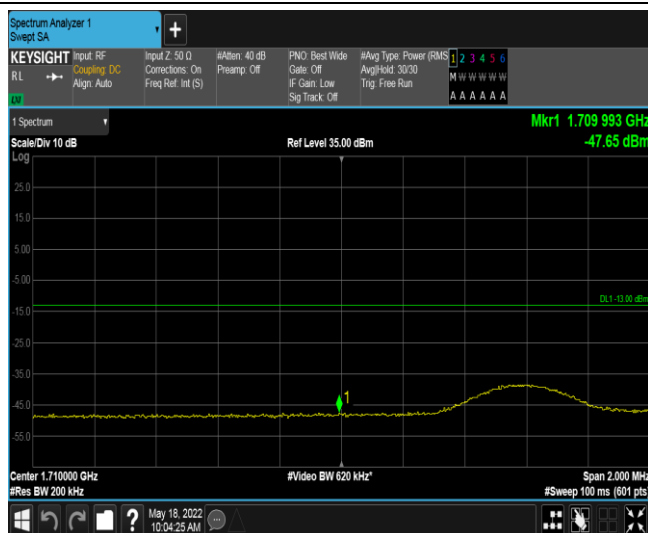 Spectrum Analyzer 1
Swept SA
+
KEYSIGHT Input: RF Input Z: 50 Ω #Atten: 40 dB PNO: Best Wide #Avg Type: Power (RMS 1 2 3 4 5 6
RL Coupling: DC Corrections: On Preamp: Off Gate: Off Avg|Hold: 30/30 M W W W W W
Align: Auto Freq Ref: Int (S) IF Gain: Low Trig: Free Run
Sig Track: Off A A A A A A
1 Spectrum Mkr1 1.709 993 GHz
Scale/Div 10 dB Ref Level 35.00 dBm -47.65 dBm
Log
25.0
15.0
5.00
-5.00
DL1 -13.00 dBm
-15.0
-25.0
-35.0
1
-45.0
-55.0
Center 1.710000 GHz #Video BW 620 kHz* Span 2.000 MHz
#Res BW 200 kHz #Sweep 100 ms (601 pts)
? May 18, 2022
10:04:25 AM